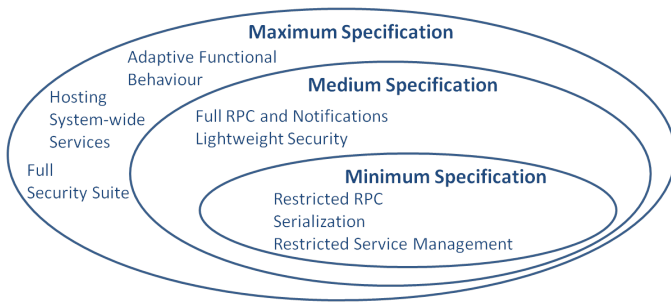 Maximum Specification
Adaptive Functional
Behaviour
Hosting
System-wide
Services
Full
Security Suite
Medium Specification
Full RPC and Notifications
Lightweight Security
Minimum Specification
Restricted RPC
Serialization
Restricted Service Management